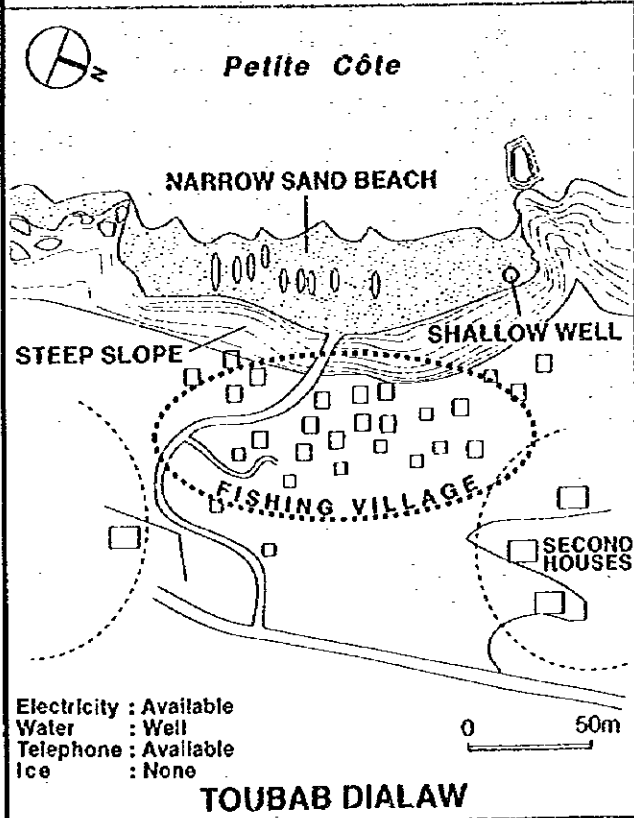 N
Petite Côte
NARROW SAND BEACH
SHALLOW WELL
STEEP SLOPE
FISHING VILLAGE
SECOND
HOUSES
Electricity : Available
Water : Well
Telephone : Available
Ice : None
0 50m
TOUBAB DIALAW